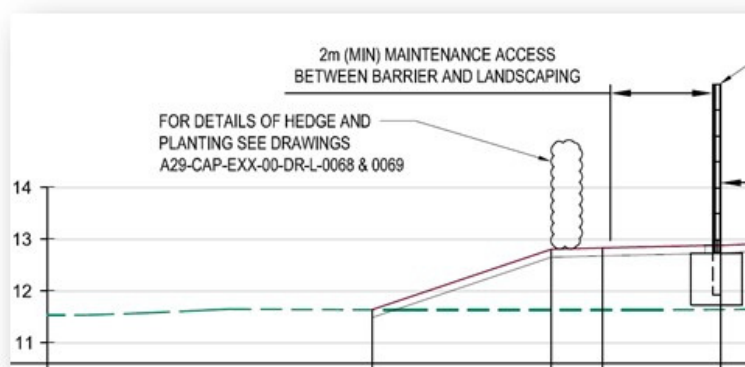 2m (MIN) MAINTENANCE ACCESS
BETWEEN BARRIER AND LANDSCAPING
FOR DETAILS OF HEDGE AND
PLANTING SEE DRAWINGS
A29-CAP-EXX-00-DR-L-0068 & 0069
14
13
12
11